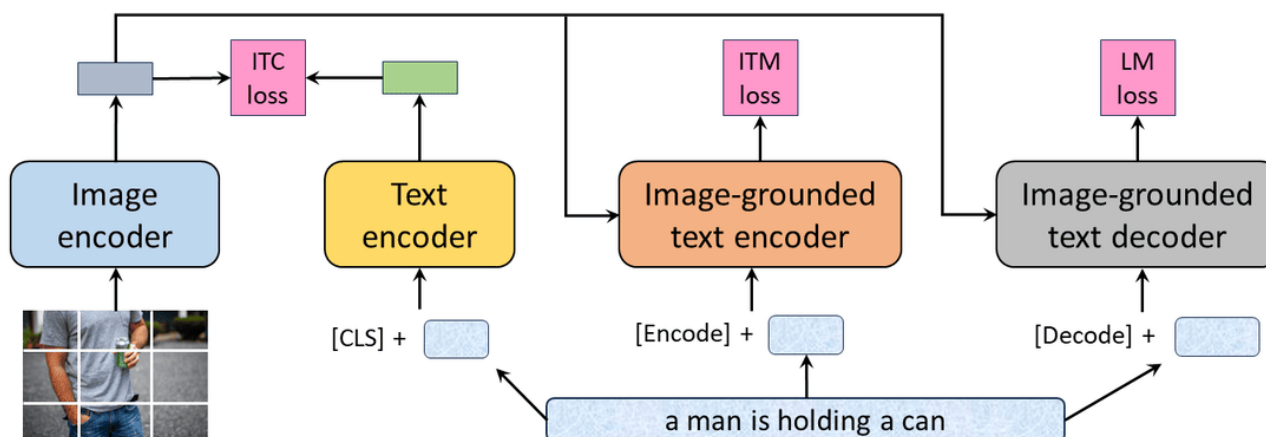 ITC
loss
ITM
loss
LM
loss
Image
encoder
Text
encoder
Image-grounded
text encoder
Image-grounded
text decoder
[CLS] +
[Encode] +
[Decode] +
a man is holding a can